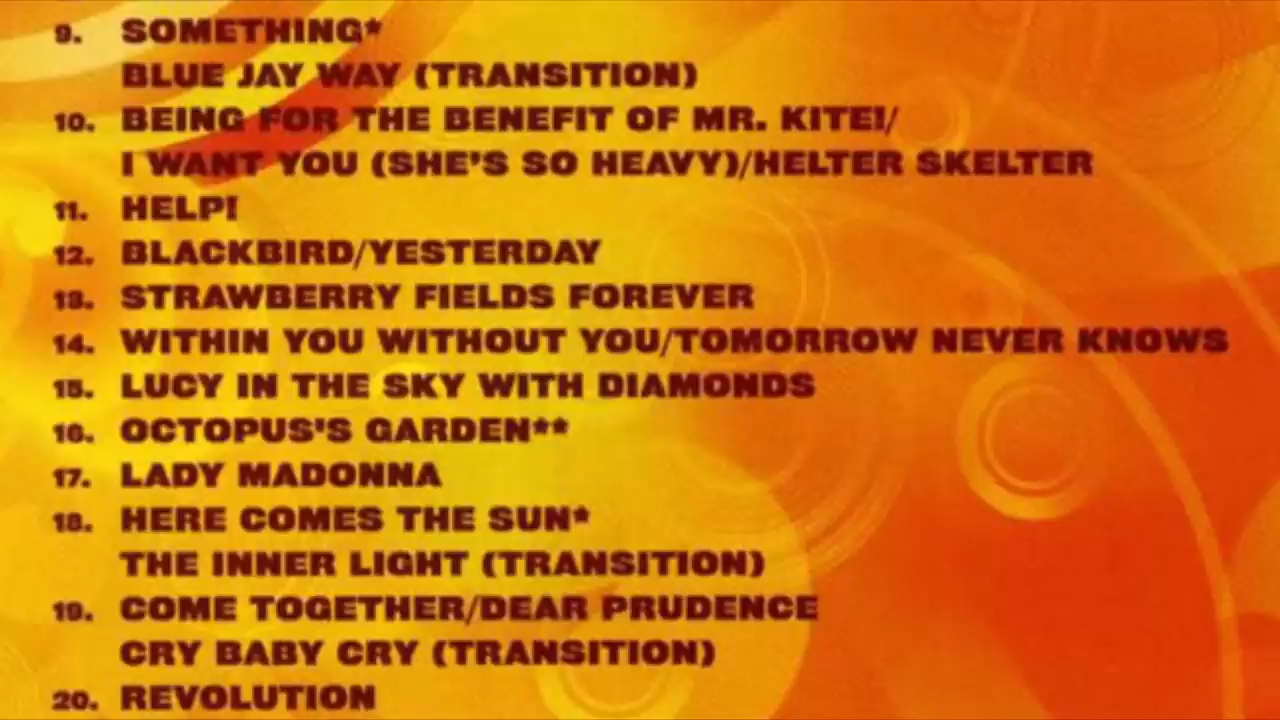 9. SOMETHING*
BLUE JAY WAY (TRANSITION)
10. BEING FOR THE BENEFIT OF MR. KITE!/
I WANT YOU (SHE'S SO HEAVY)/HELTER SKELTER
11. HELP!
12. BLACKBIRD/YESTERDAY
13. STRAWBERRY FIELDS FOREVER
14. WITHIN YOU WITHOUT YOU/TOMORROW NEVER KNOWS
15. LUCY IN THE SKY WITH DIAMONDS
16. OCTOPUS'S GARDEN**
17. LADY MADONNA
18. HERE COMES THE SUN*
THE INNER LIGHT (TRANSITION)
19. COME TOGETHER/DEAR PRUDENCE
CRY BABY CRY (TRANSITION)
20. REVOLUTION